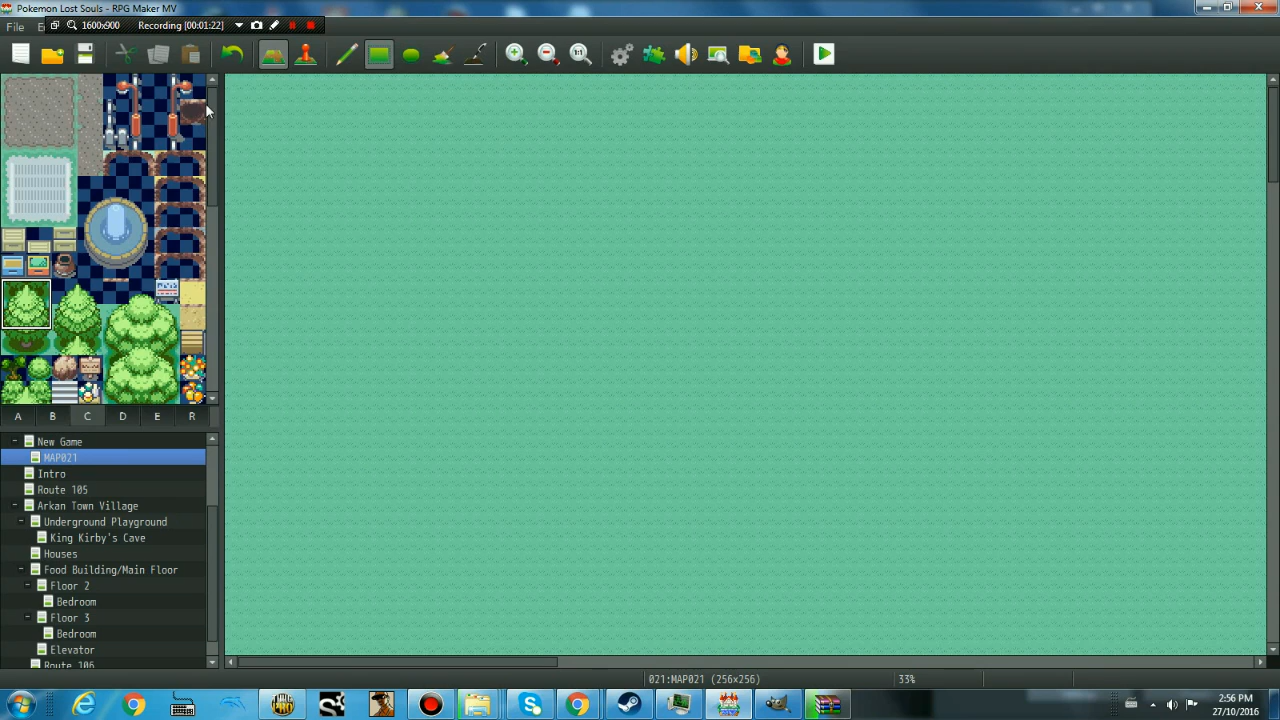 Pokemon Lost Souls - RPG Maker MV
File
1600x900
Recording [00:01:22]
1:1
A
B
C
D
E
R
New Game
MAP021
Intro
Route 105
Arkan Town Village
Underground Playground
King Kirby's Cave
Houses
Food Building/Main Floor
Floor 2
Bedroom
Floor 3
Bedroom
Elevator
Route 106
021:MAP021 (256x256)
33%
2:56 PM
27/10/2016